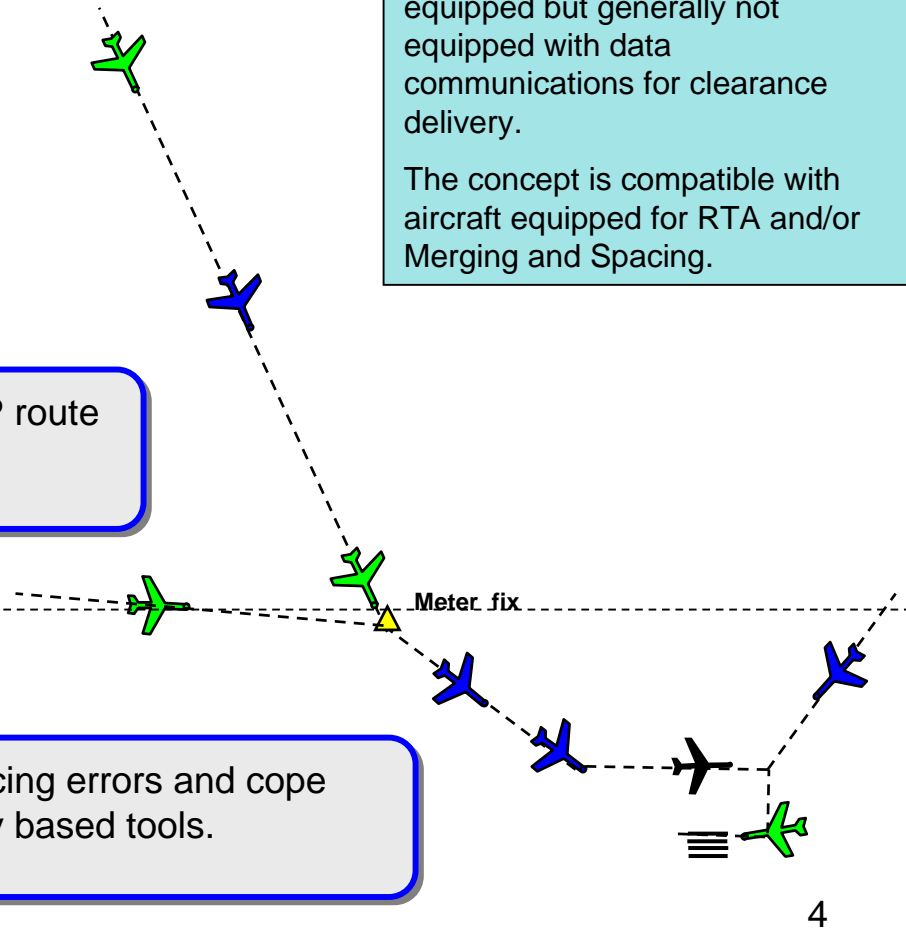 equipped but generally not
equipped with data
communications for clearance
delivery.
The concept is compatible with
aircraft equipped for RTA and/or
Merging and Spacing.
route
Meter fix
errors and cope
based tools.
4